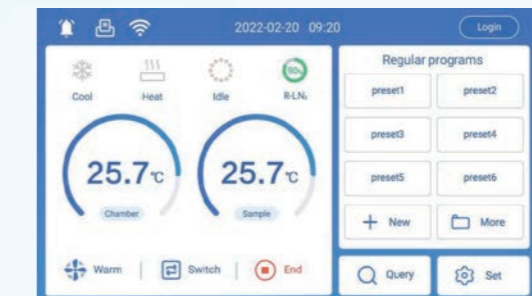 2022-02-20 09:20
Login
Cool
Heat
Idle
R-LN₂
90%
25.7℃
Chamber
25.7℃
Sample
Warm
Switch
End
Regular programs
preset1
preset2
preset3
preset4
preset5
preset6
New
More
Query
Set